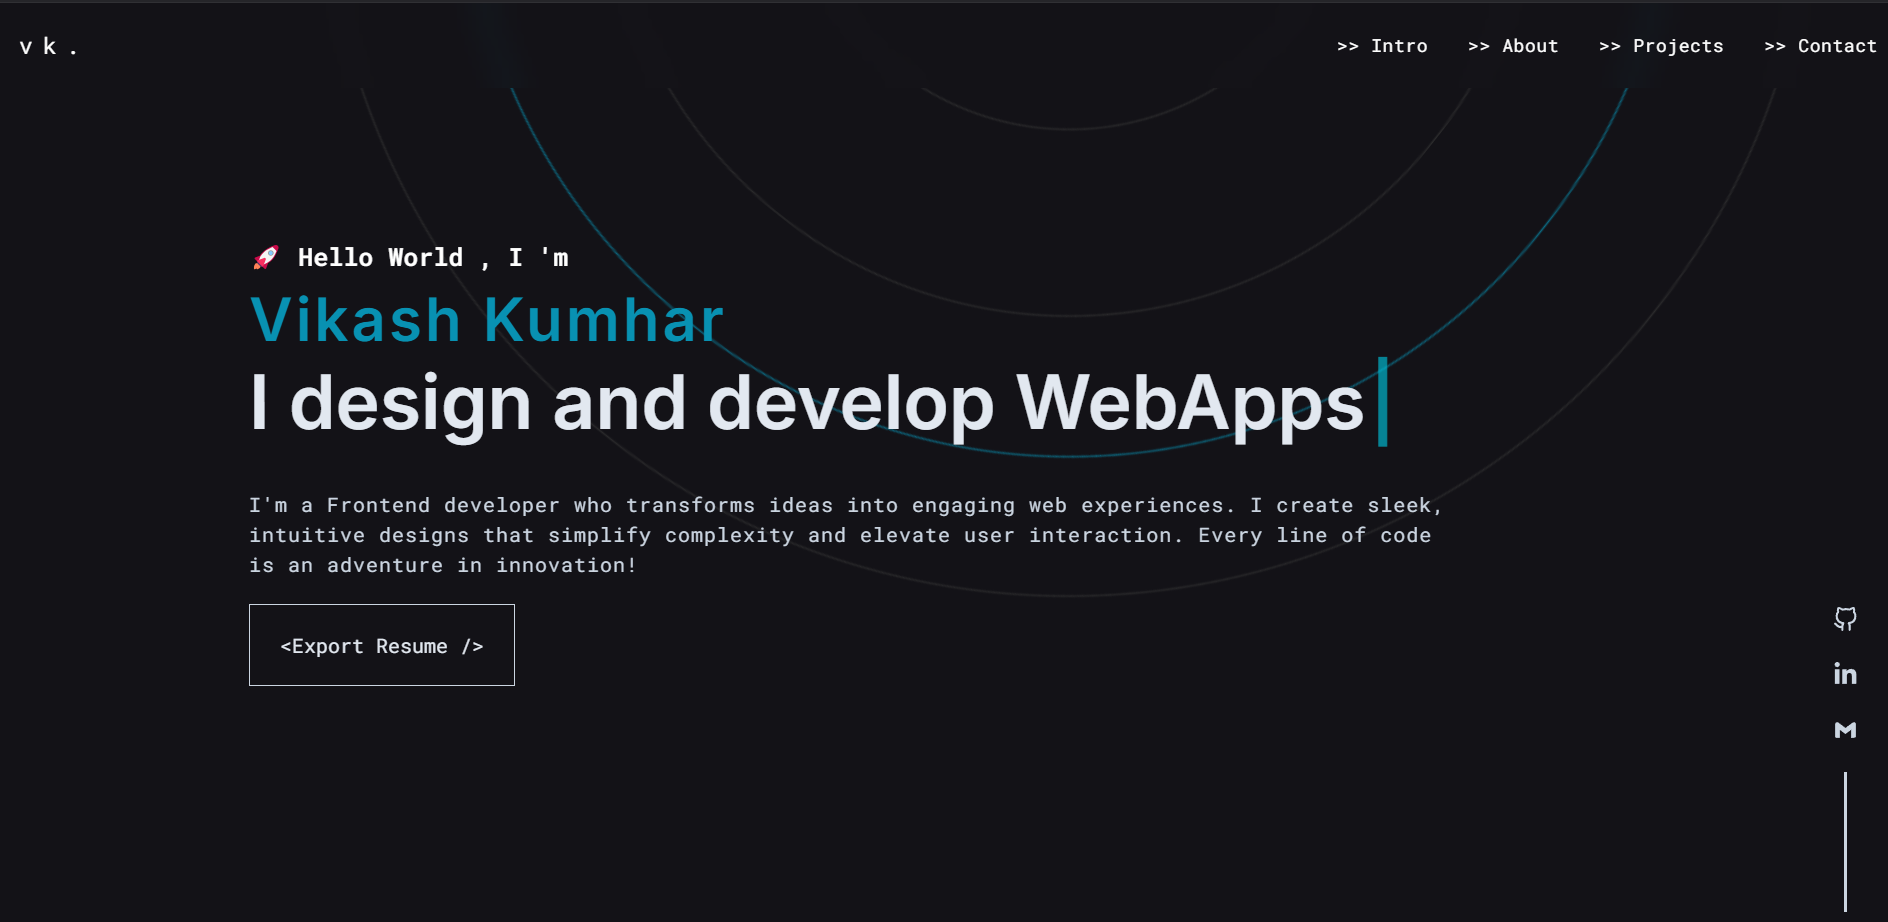 vk.
>> Intro >> About >> Projects >> Contact
🚀 Hello World , I 'm
Vikash Kumhar
I design and develop WebApps
I'm a Frontend developer who transforms ideas into engaging web experiences. I create sleek,
intuitive designs that simplify complexity and elevate user interaction. Every line of code
is an adventure in innovation!
<Export Resume />
in